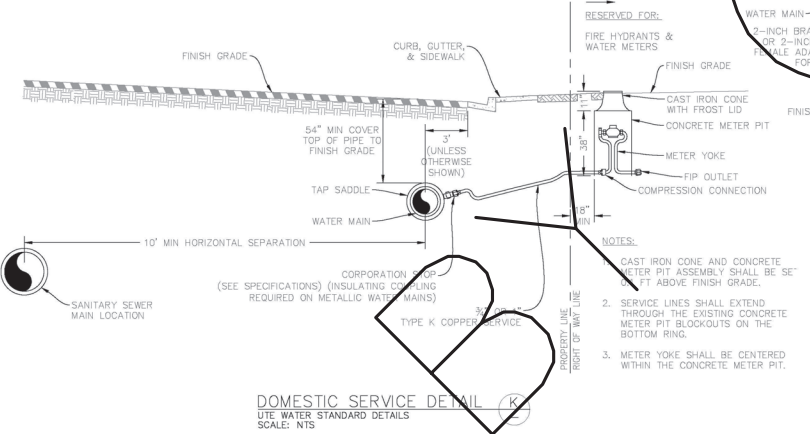 RESERVED FOR:
FIRE HYDRANTS &
WATER METERS
WATER MAIN
2-INCH
OR
FINISH GRADE
CURB, GUTTER,
& SIDEWALK
FINISH GRADE
CAST IRON CONE
WITH FROST LID
CONCRETE METER PIT
METER YOKE
FIP OUTLET
COMPRESSION CONNECTION
11"
38"
18"
MIN
54" MIN COVER
TOP OF PIPE TO
FINISH GRADE
3'
(UNLESS
OTHERWISE
SHOWN)
TAP SADDLE
WATER MAIN
10' MIN HORIZONTAL SEPARATION
SANITARY SEWER
MAIN LOCATION
CORPORATION STOP
(SEE SPECIFICATIONS) (INSULATING COUPLING
REQUIRED ON METALLIC WATER MAINS)
TYPE K COPPER SERVICE
PROPERTY LINE
RIGHT OF WAY LINE
NOTES:
1. CAST IRON CONE AND CONCRETE
METER PIT ASSEMBLY SHALL BE SET
FT ABOVE FINISH GRADE.
2. SERVICE LINES SHALL EXTEND
THROUGH THE EXISTING CONCRETE
METER PIT BLOCKOUTS ON THE
BOTTOM RING.
3. METER YOKE SHALL BE CENTERED
WITHIN THE CONCRETE METER PIT.
DOMESTIC SERVICE DETAIL K
UTE WATER STANDARD DETAILS
SCALE: NTS